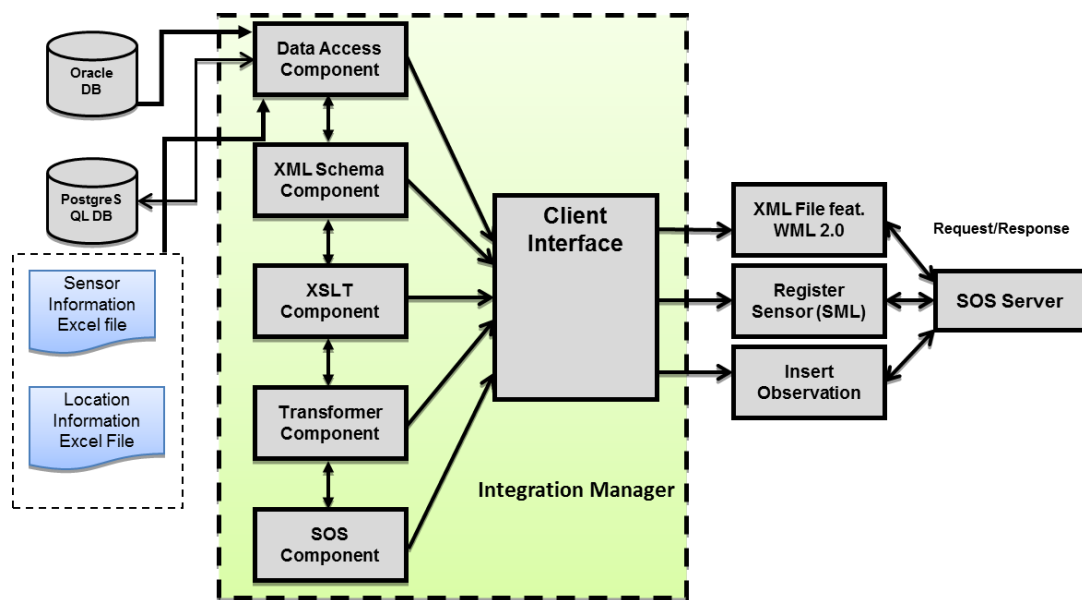 Oracle
DB
PostgreS
QL DB
Sensor
Information
Excel file
Location
Information
Excel File
Data Access
Component
XML Schema
Component
XSLT
Component
Transformer
Component
SOS
Component
Client
Interface
Integration Manager
XML File feat.
WML 2.0
Register
Sensor (SML)
Insert
Observation
Request/Response
SOS Server